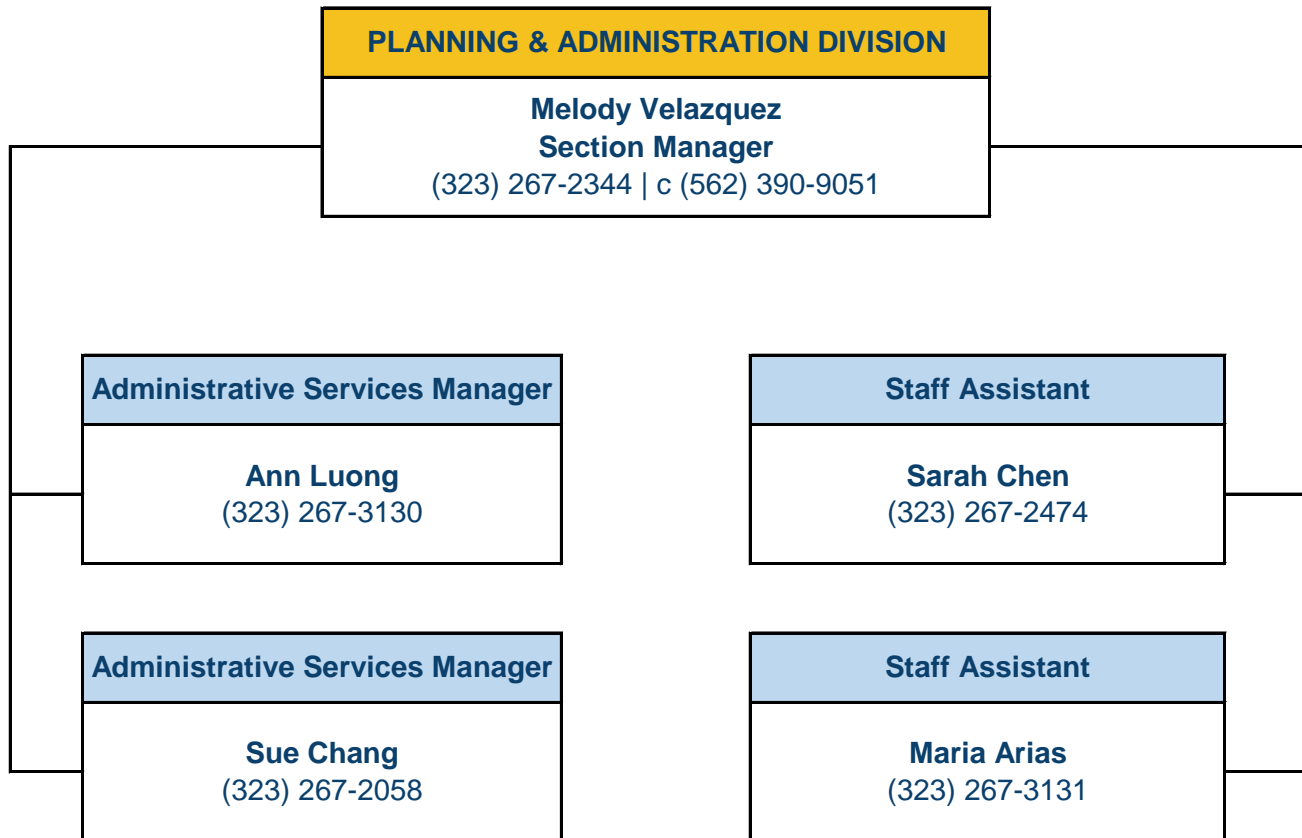 PLANNING & ADMINISTRATION DIVISION
Melody Velazquez
Section Manager
(323) 267-2344 | c (562) 390-9051
Administrative Services Manager
Ann Luong
(323) 267-3130
Staff Assistant
Sarah Chen
(323) 267-2474
Administrative Services Manager
Sue Chang
(323) 267-2058
Staff Assistant
Maria Arias
(323) 267-3131